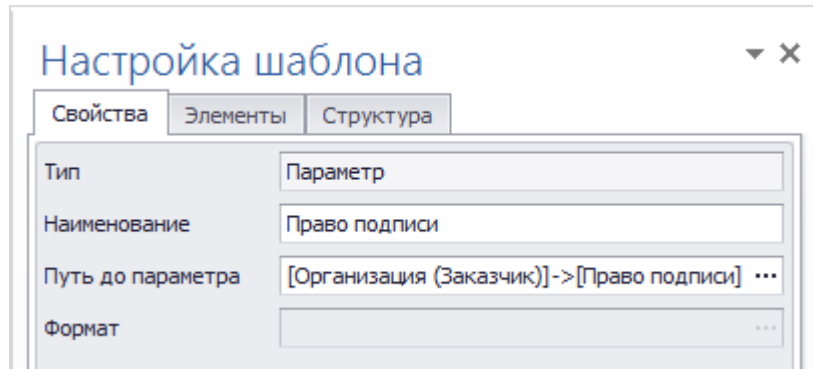 Настройка шаблона
Свойства Элементы Структура
Тип Параметр
Наименование Право подписи
Путь до параметра [Организация (Заказчик)]->[Право подписи] ...
Формат ...